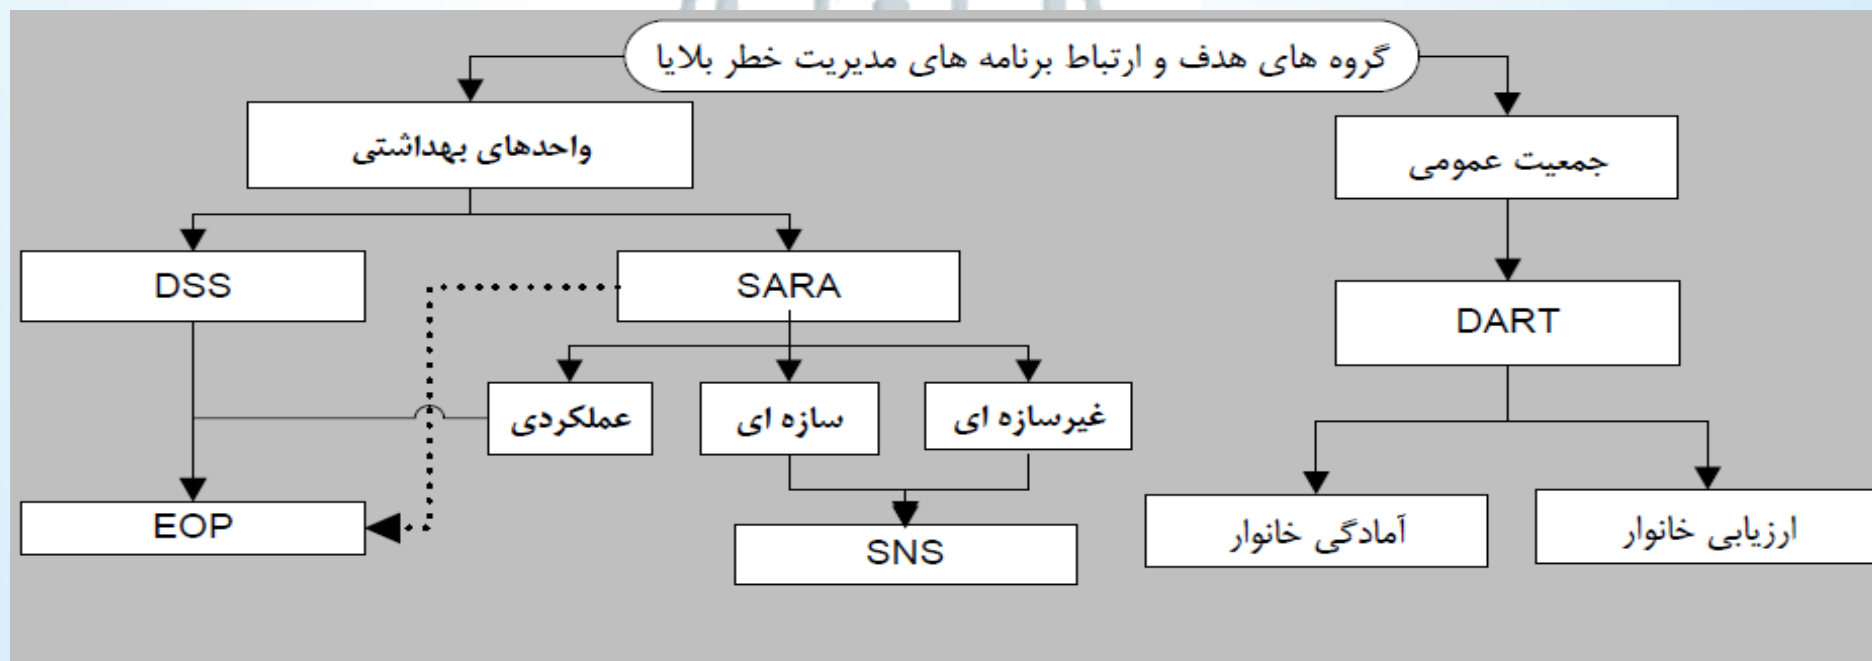 گروه های هدف و ارتباط برنامه های مدیریت خطر بلایا
جمعیت عمومی
واحدهای بهداشتی
DART
SARA
DSS
غیرسازه ای
سازه ای
عملکردی
ارزیابی خانوار
آمادگی خانوار
SNS
EOP